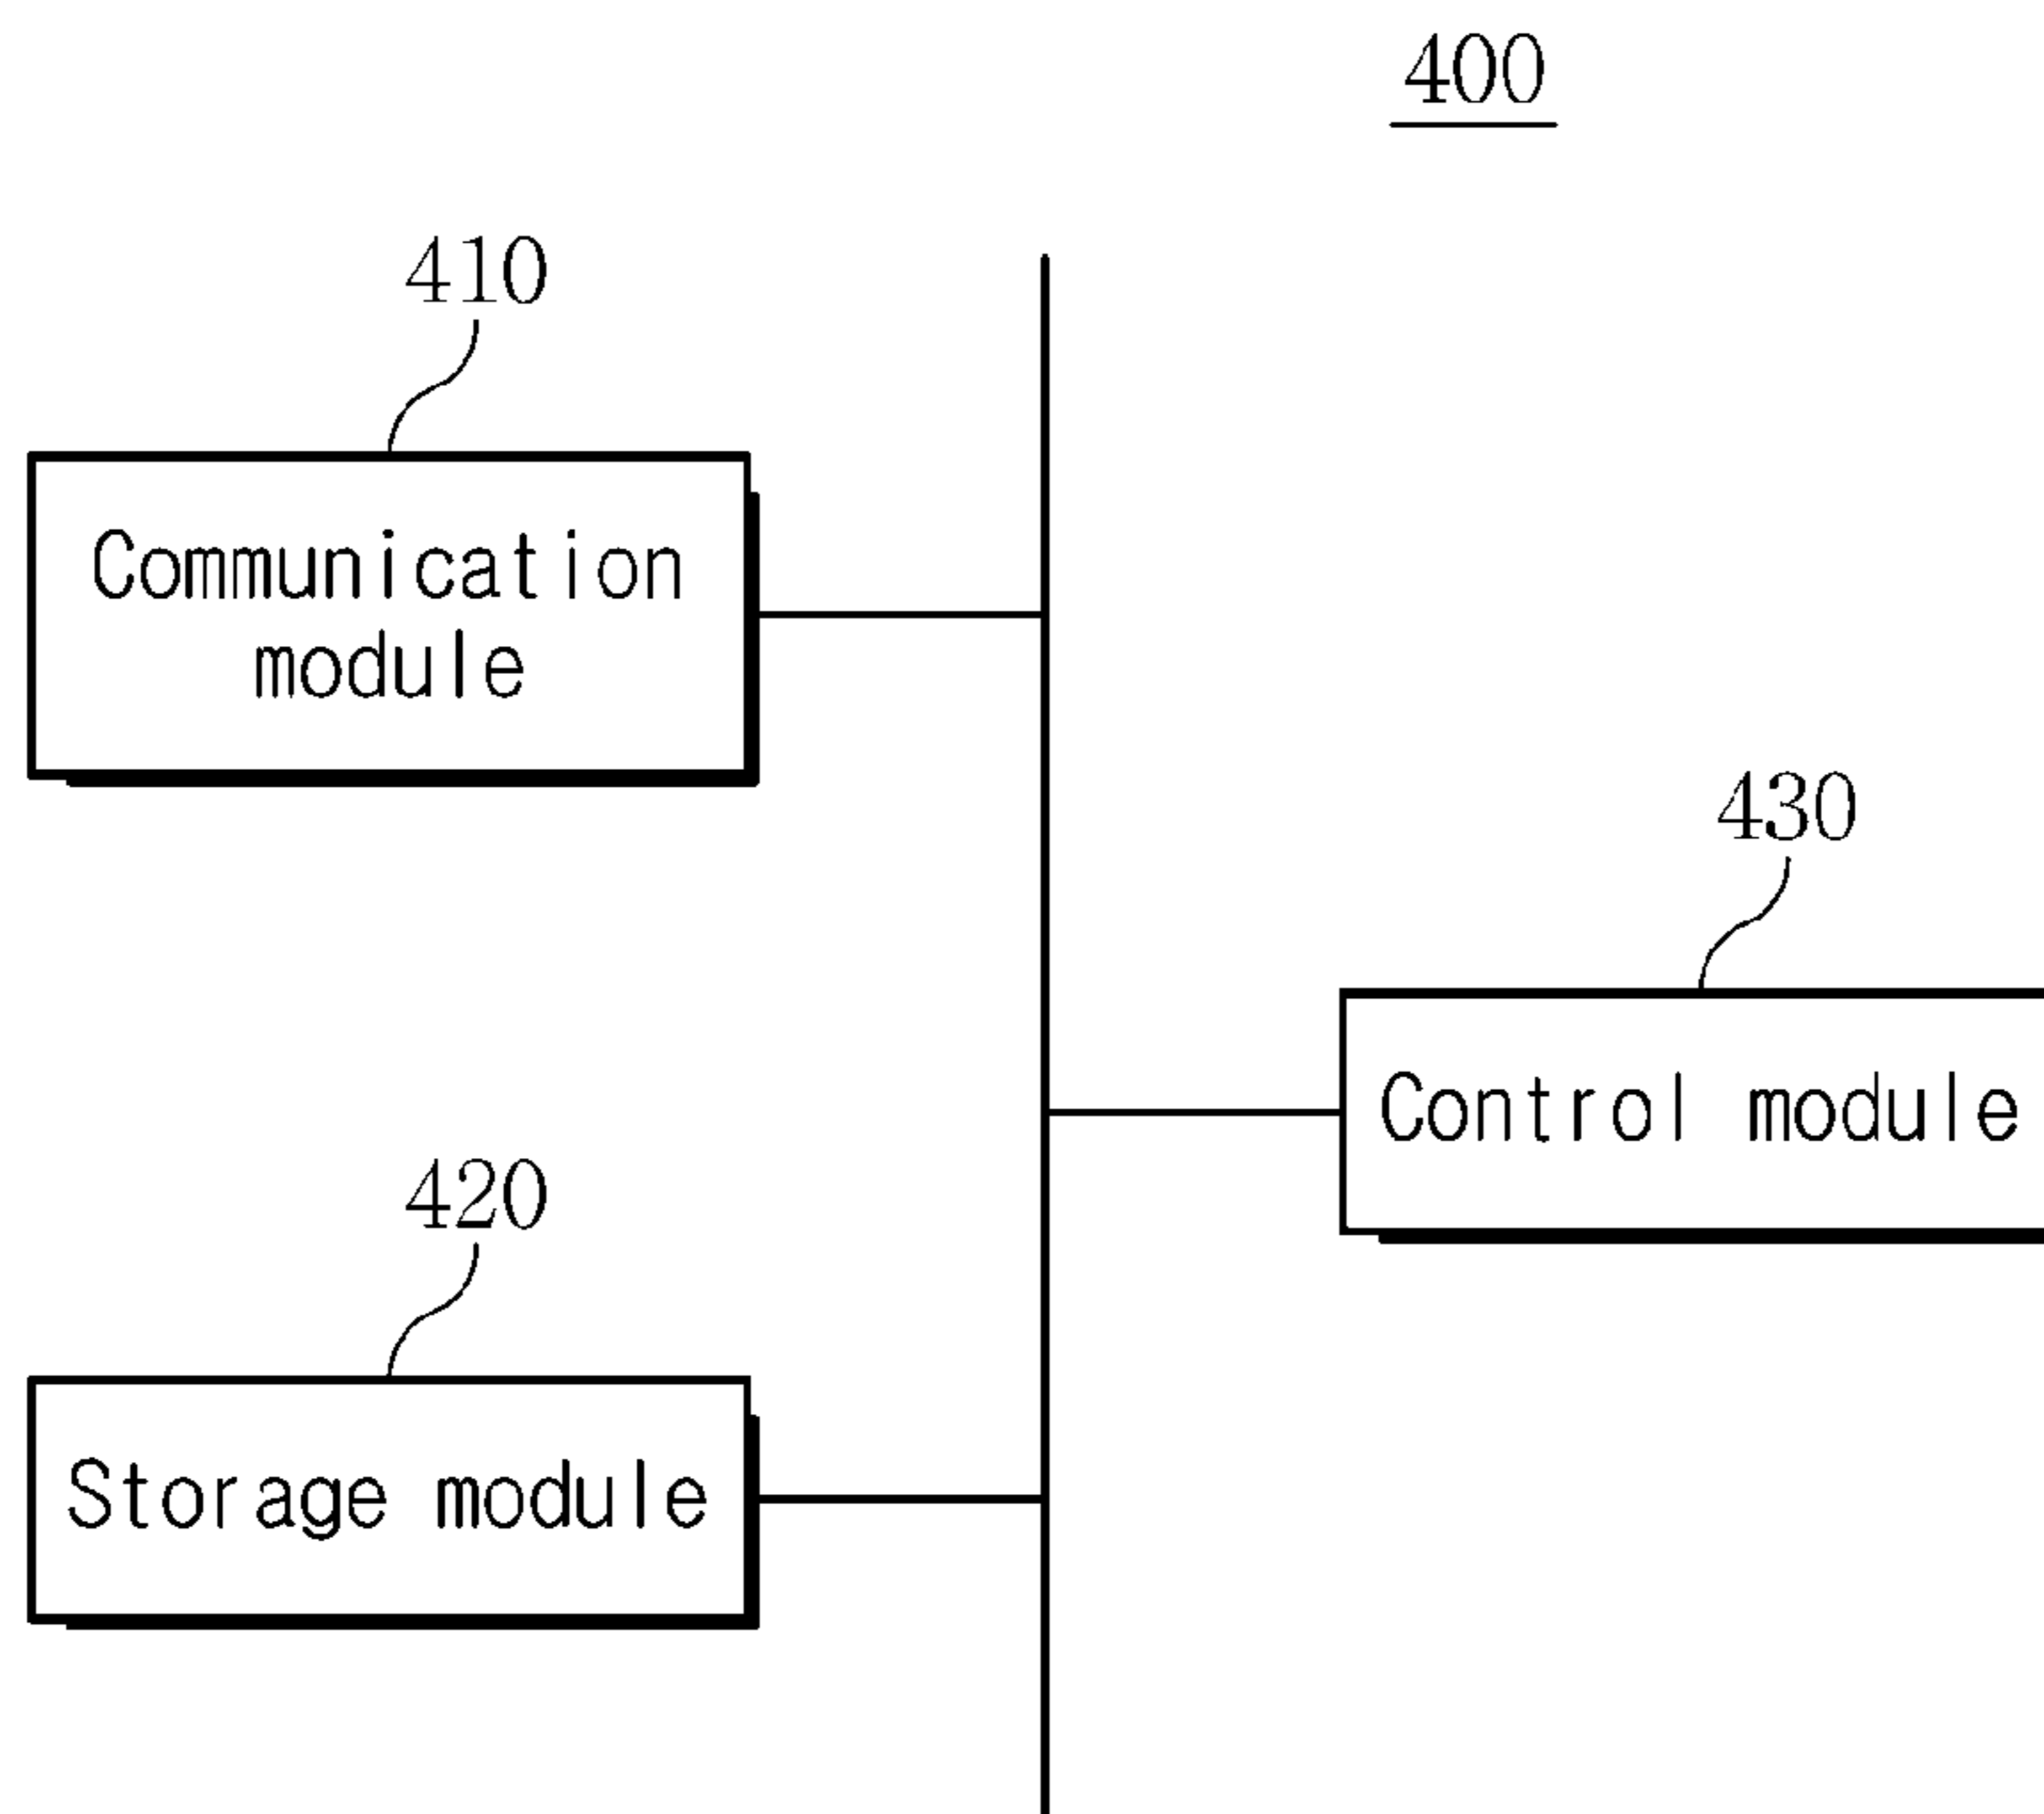 400
410
Communication
module
430
Control module
420
Storage module